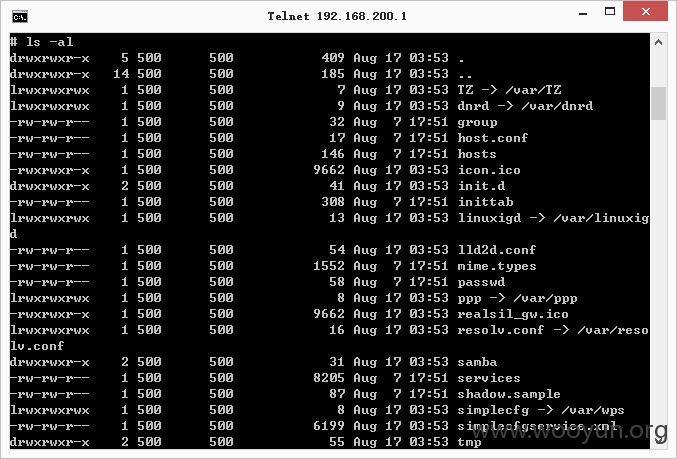 Telnet 192.168.200.1
# ls -al
drwxrwxr-x    5 500      500           409 Aug 17 03:53 .
drwxrwxr-x   14 500      500           185 Aug 17 03:53 ..
lrwxrwxrwx    1 500      500             7 Aug 17 03:53 TZ -> /var/TZ
lrwxrwxrwx    1 500      500             9 Aug 17 03:53 dnrd -> /var/dnrd
-rw-rw-r--    1 500      500            32 Aug  7 17:51 group
-rw-rw-r--    1 500      500            17 Aug  7 17:51 host.conf
-rw-rw-r--    1 500      500           146 Aug  7 17:51 hosts
-rw-rw-r--    1 500      500          9662 Aug 17 03:53 icon.ico
drwxrwxr-x    2 500      500            41 Aug 17 03:53 init.d
-rw-rw-r--    1 500      500           308 Aug  7 17:51 inittab
lrwxrwxrwx    1 500      500            13 Aug 17 03:53 linuxigd -> /var/linuxig
d
-rw-rw-r--    1 500      500            54 Aug 17 03:53 lld2d.conf
-rw-rw-r--    1 500      500          1552 Aug  7 17:51 mime.types
-rw-rw-r--    1 500      500            58 Aug  7 17:51 passwd
lrwxrwxrwx    1 500      500             8 Aug 17 03:53 ppp -> /var/ppp
-rw-rw-r--    1 500      500          9662 Aug 17 03:53 realsil_gw.ico
lrwxrwxrwx    1 500      500            16 Aug 17 03:53 resolv.conf -> /var/reso
lv.conf
drwxrwxr-x    2 500      500            31 Aug 17 03:53 samba
-rw-rw-r--    1 500      500          8205 Aug  7 17:51 services
-rw-rw-r--    1 500      500            87 Aug  7 17:51 shadow.sample
lrwxrwxrwx    1 500      500             8 Aug 17 03:53 simplecfg -> /var/wps
-rw-rw-r--    1 500      500          6199 Aug 17 03:53 simplecfgservice.xml
drwxrwxr-x    2 500      500            55 Aug 17 03:53 tmp
www.wooyun.org